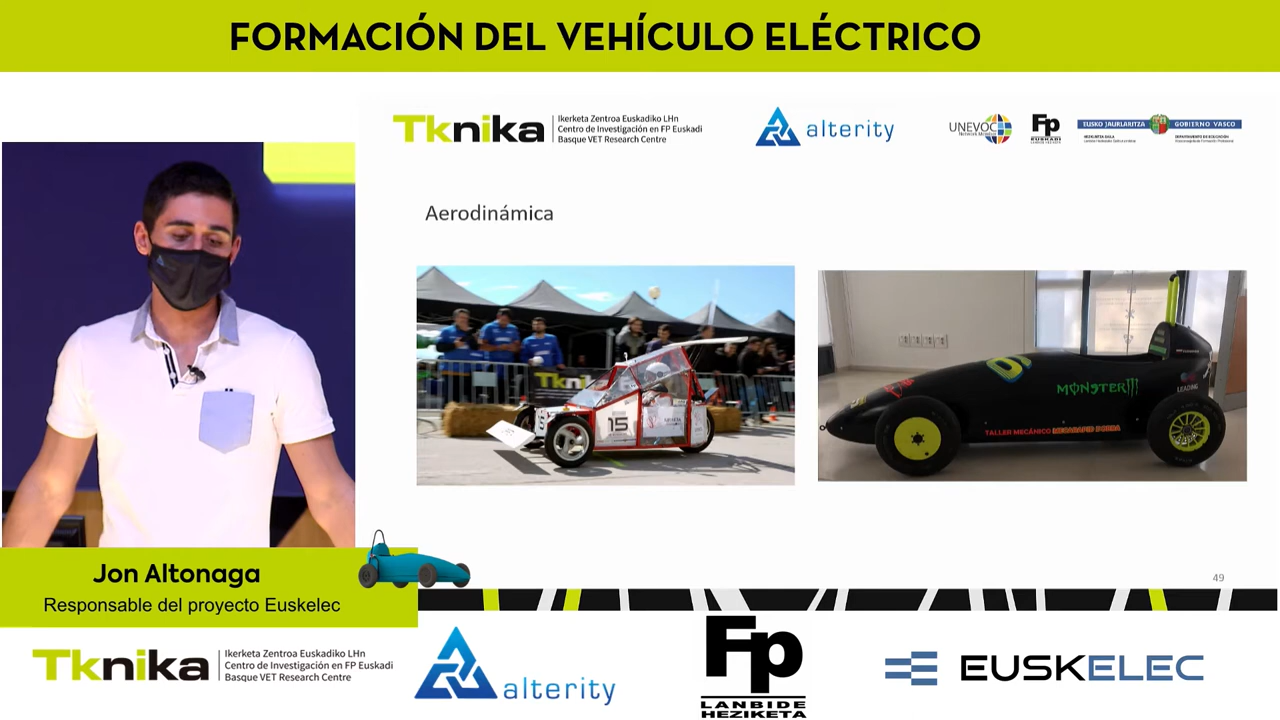 FORMACIÓN DEL VEHÍCULO ELÉCTRICO
Tknika
Ikerketa Zentroa Euskadiko LHn
Centro de Investigación en FP Euskadi
Basque VET Research Centre
alterity
UNEVOC
Fp
EUSKADI
EUSKO JAURLARITZA
GOBIERNO VASCO
Aerodinámica
Tkni
15
MONSTER
LEADING
TALLER MECÁNICO
49
Jon Altonaga
Responsable del proyecto Euskelec
Tknika
Ikerketa Zentroa Euskadiko LHn
Centro de Investigación en FP Euskadi
Basque VET Research Centre
alterity
Fp
LANBIDE
HEZIKETA
EUSKELEC